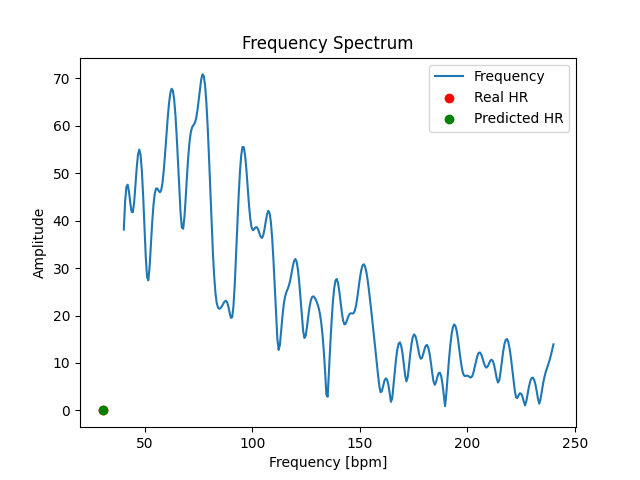 Frequency Spectrum
Frequency
Real HR
Predicted HR
70
60
50
40
30
20
10
0
Amplitude
50
100
150
200
250
Frequency [bpm]